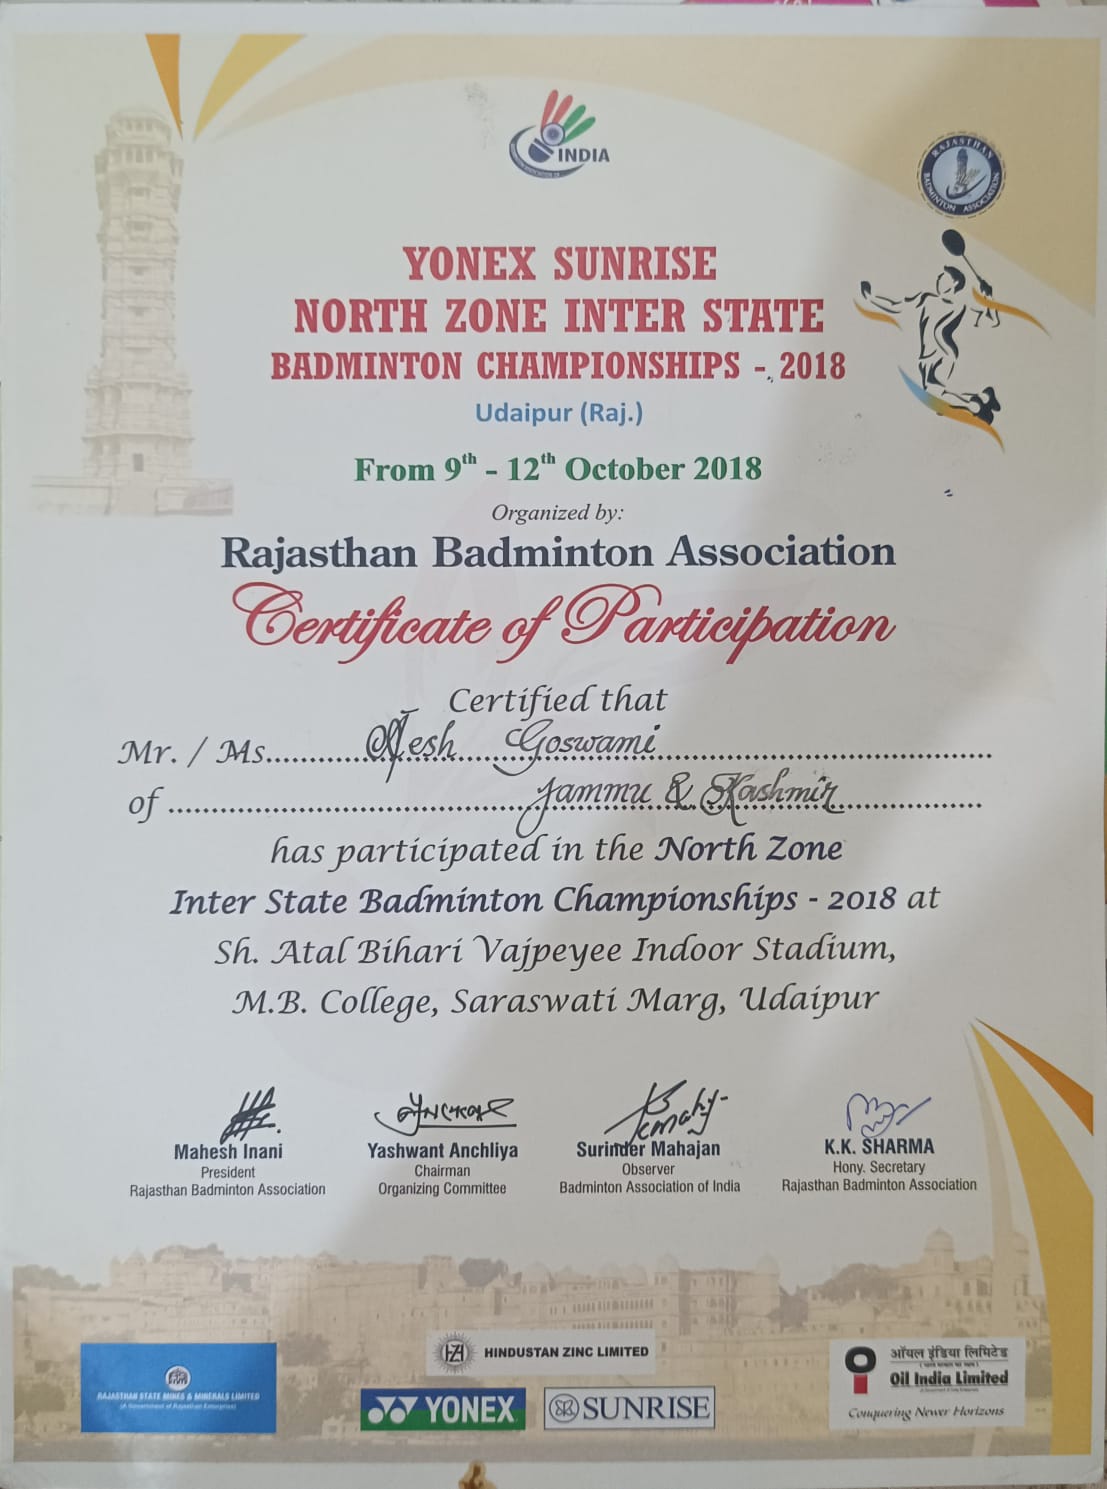 INDIA
RAJASTHAN BADMINTON ASSOCIATION
YONEX SUNRISE
NORTH ZONE INTER STATE
BADMINTON CHAMPIONSHIPS - 2018
Udaipur (Raj.)
From 9th - 12th October 2018
Organized by:
Rajasthan Badminton Association
Certificate of Participation
Certified that
Mr. / Ms. Goswami
of Jammu & Kashmir
has participated in the North Zone
Inter State Badminton Championships - 2018 at
Sh. Atal Bihari Vajpeyee Indoor Stadium,
M.B. College, Saraswati Marg, Udaipur
Mahesh Inani
President
Rajasthan Badminton Association
Yashwant Anchliya
Chairman
Organizing Committee
Surinder Mahajan
Observer
Badminton Association of India
K.K. SHARMA
Hony. Secretary
Rajasthan Badminton Association
RAJASTHAN STATE MINES & MINERALS LIMITED
(A Government of Rajasthan Enterprise)
HINDUSTAN ZINC LIMITED
YONEX
SUNRISE
ऑयल इंडिया लिमिटेड
Oil India Limited
Conquering Newer Horizons